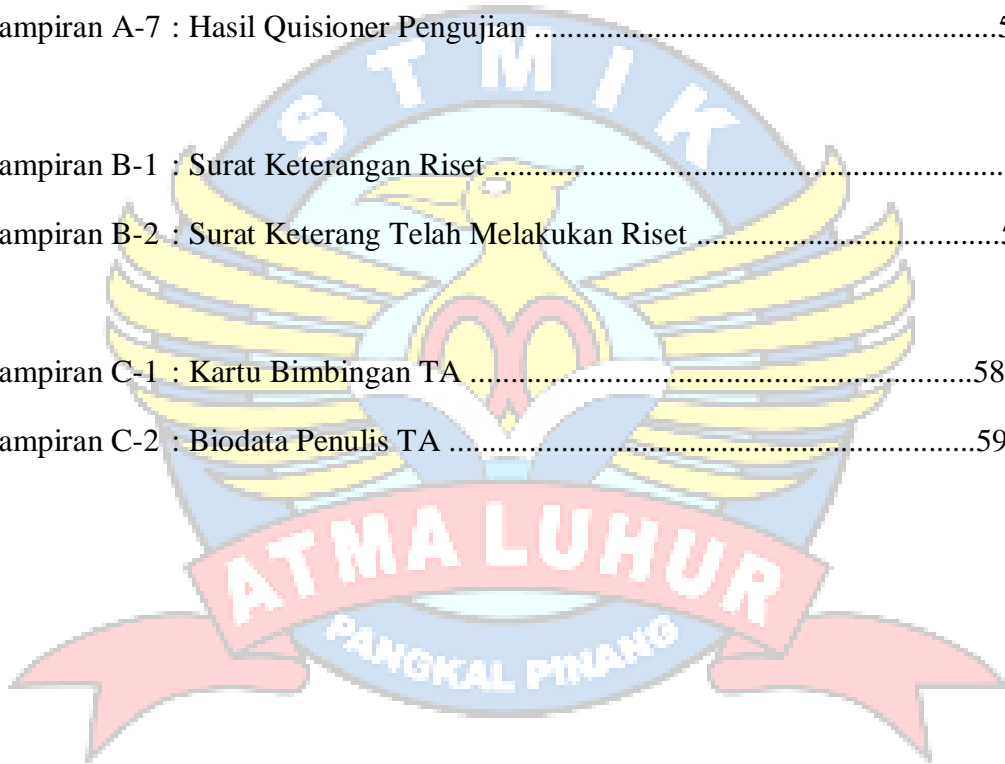 ampiran A-7 : Hasil Quisioner Pengujian ........................................................5
ampiran B-1 : Surat Keterangan Riset ..............................................................
ampiran B-2 : Surat Keterang Telah Melakukan Riset .....................................5
ampiran C-1 : Kartu Bimbingan TA .............................................................58
ampiran C-2 : Biodata Penulis TA ................................................................59
STMIK
ATMA LUHUR
PANGKAL PINANG